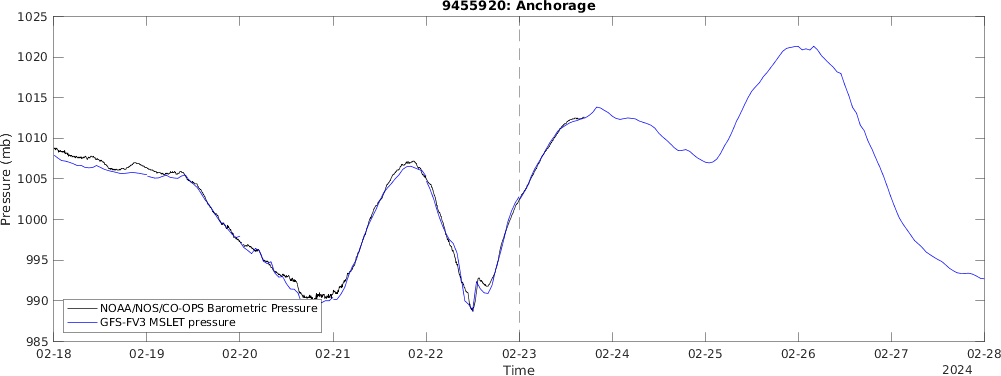 9455920: Anchorage
1025
1020
1015
1010
1005
1000
995
990
985
Pressure (mb)
NOAA/NOS/CO-OPS Barometric Pressure
GFS-FV3 MSLET pressure
02-18 02-19 02-20 02-21 02-22 02-23 02-24 02-25 02-26 02-27 02-28
Time
2024